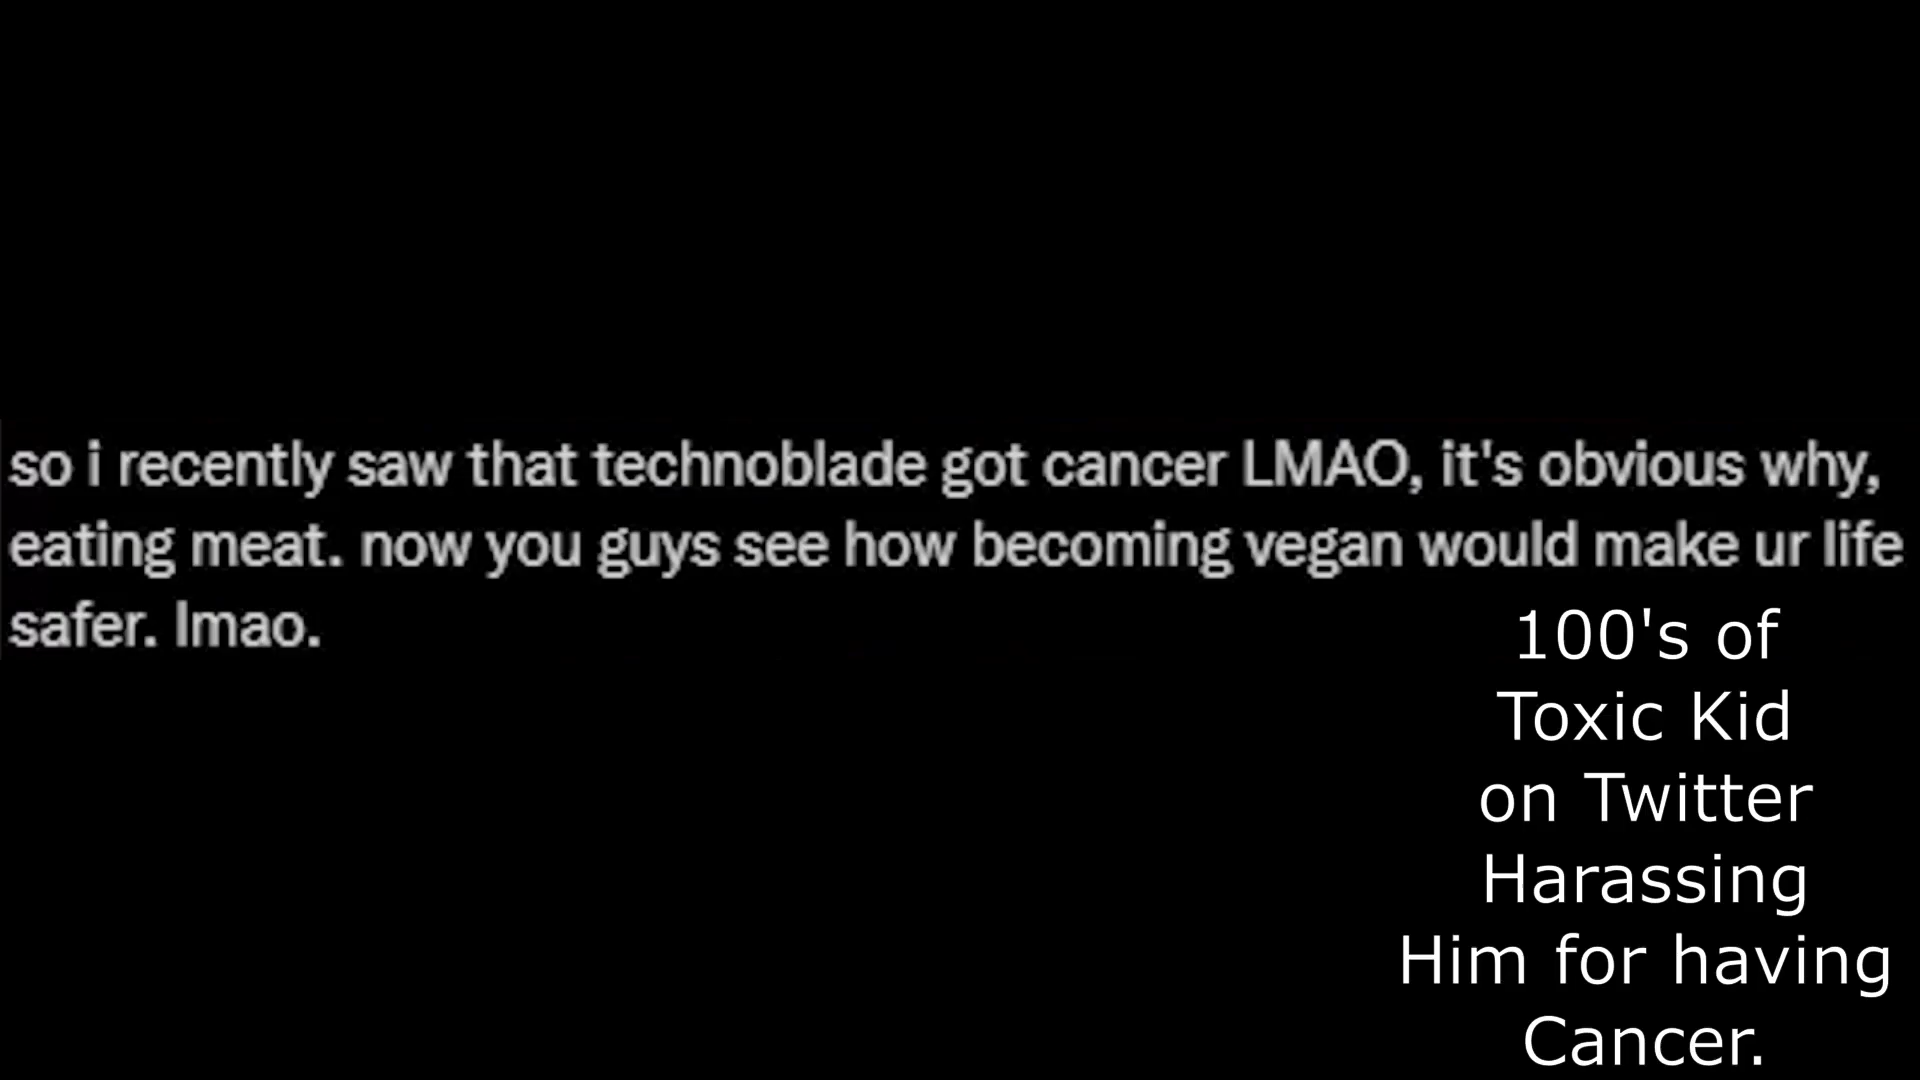 so i recently saw that technoblade got cancer LMAO, it's obvious why,
eating meat. now you guys see how becoming vegan would make ur life
safer. lmao.
100's of
Toxic Kid
on Twitter
Harassing
Him for having
Cancer.